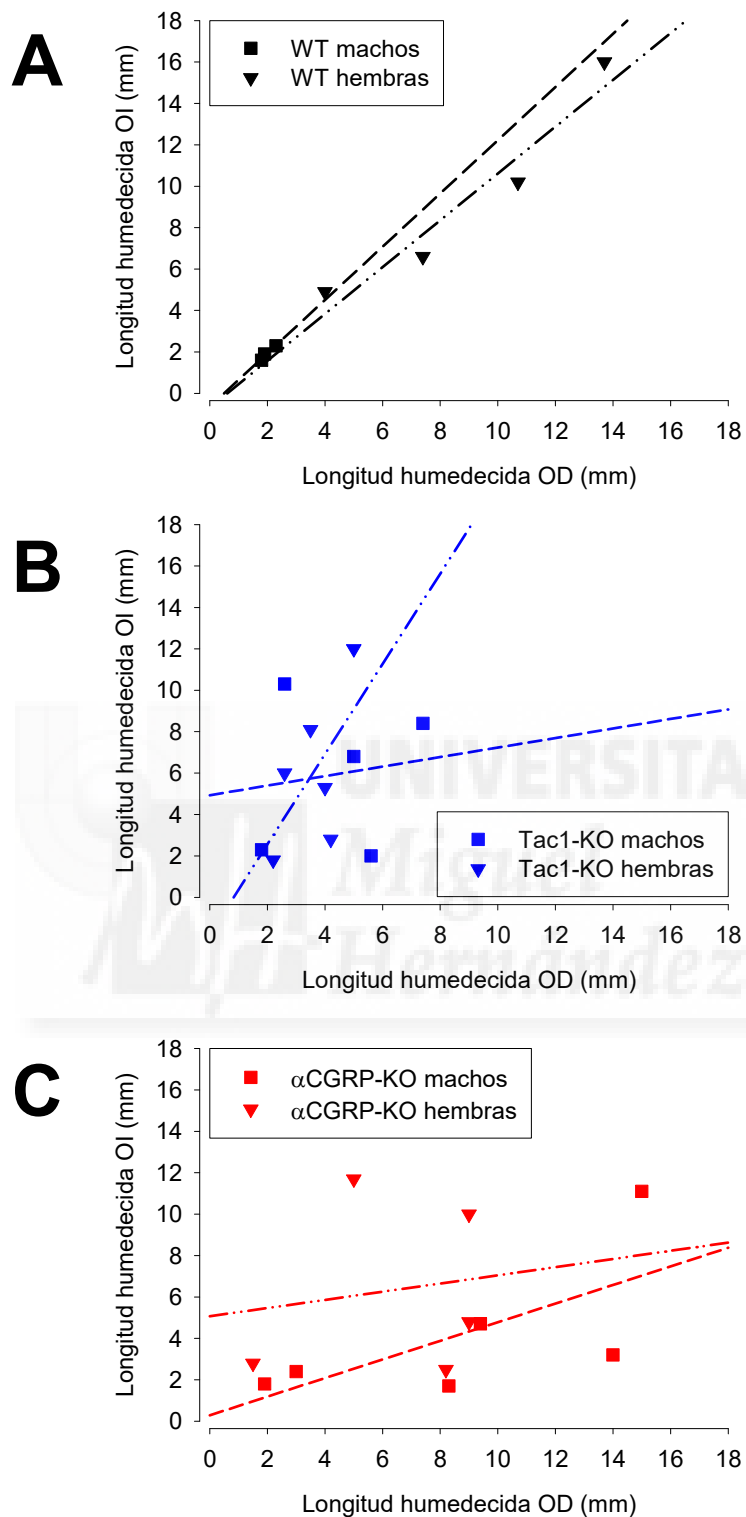 A
WT machos
WT hembras
Longitud humedecida OI (mm)
18
16
14
12
10
8
6
4
2
0
0 2 4 6 8 10 12 14 16 18
Longitud humedecida OD (mm)
B
Longitud humedecida OI (mm)
18
16
14
12
10
8
6
4
2
0
UNIVERSITA
Miguel
Hernández
Tac1-KO machos
Tac1-KO hembras
0 2 4 6 8 10 12 14 16 18
Longitud humedecida OD (mm)
C
αCGRP-KO machos
αCGRP-KO hembras
Longitud humedecida OI (mm)
18
16
14
12
10
8
6
4
2
0
0 2 4 6 8 10 12 14 16 18
Longitud humedecida OD (mm)